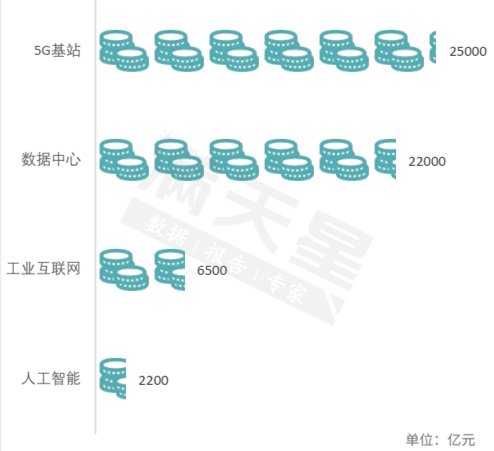 5G基站
25000
数据中心
22000
满天星
数据（报告）专家
工业互联网
6500
人工智能
2200
单位：亿元